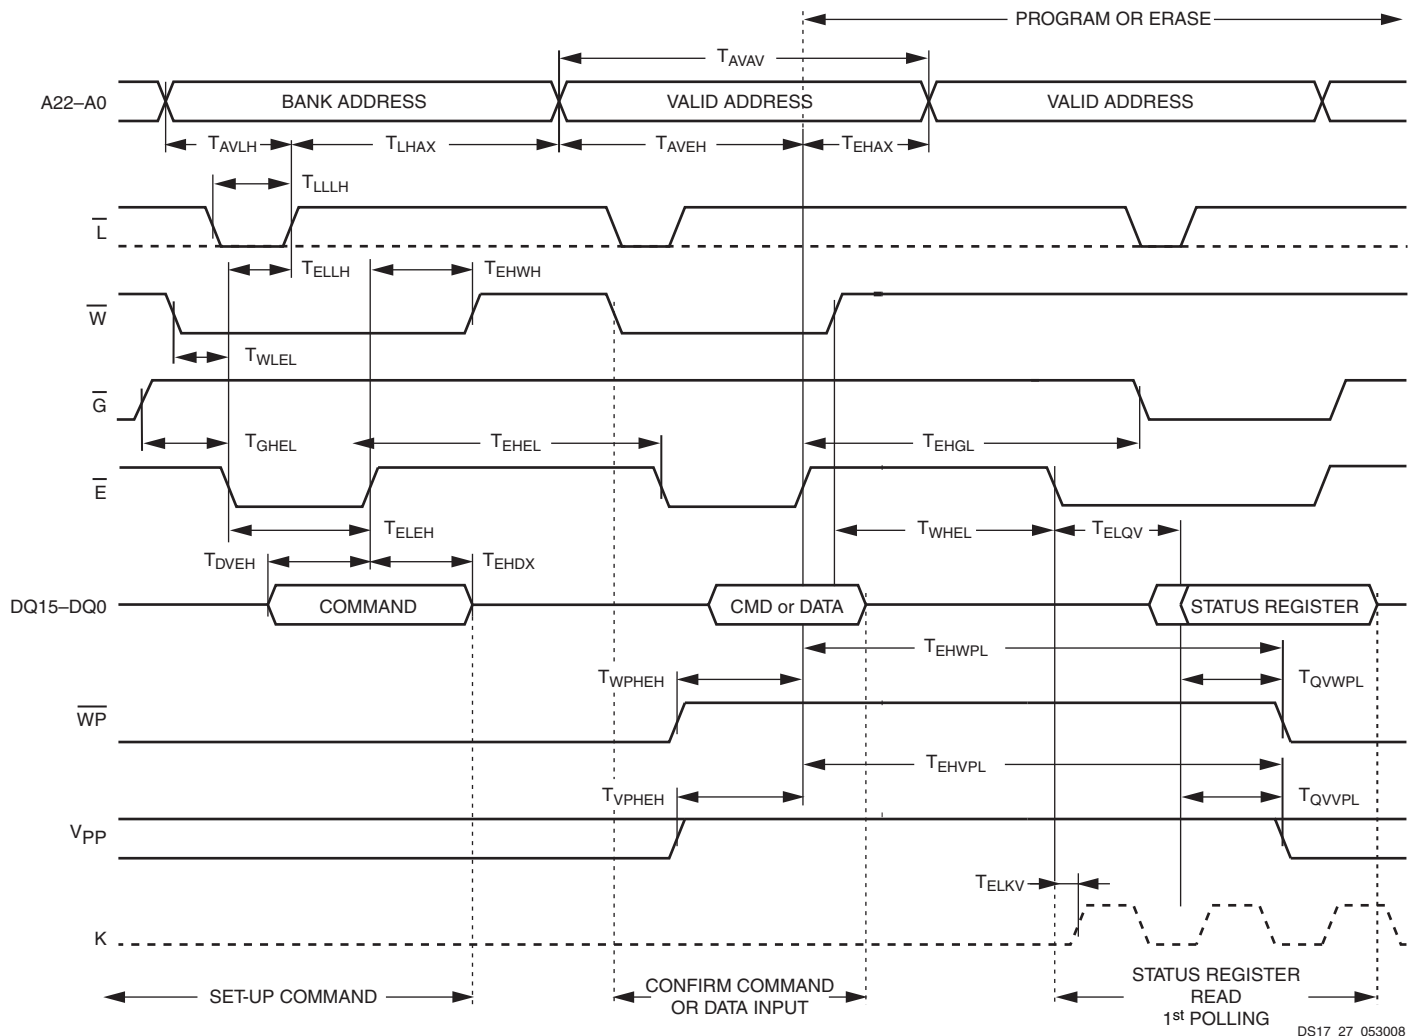 PROGRAM OR ERASE
TAVAV
A22–A0
BANK ADDRESS
VALID ADDRESS
VALID ADDRESS
TAVLH
TLHAX
TAVEH
TEHAX
TLLLH
L
TELLH
TEHWH
W
TWLEL
G
TGHEL
TEHEL
TEHGL
E
TELEH
TWHEL
TELQV
TDVEH
TEHDX
DQ15–DQ0
COMMAND
CMD or DATA
STATUS REGISTER
TEHWPL
TWPHEH
TQVWPL
WP
TEHVPL
TVPHEH
TQVVPL
VPP
TELKV
K
SET-UP COMMAND
CONFIRM COMMAND
OR DATA INPUT
STATUS REGISTER
READ
1st POLLING
DS17_27_053008